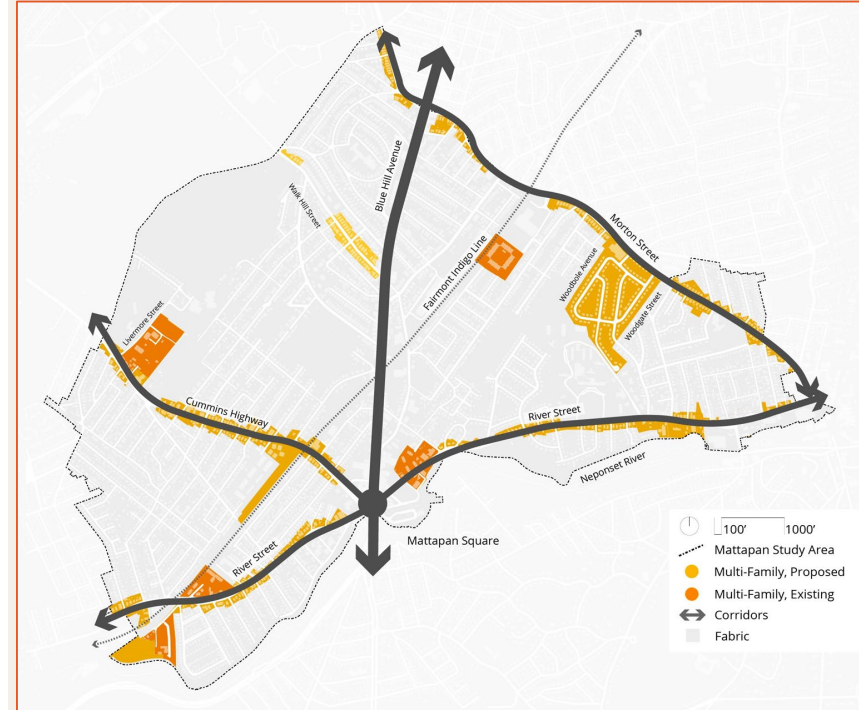 Blue Hill Avenue
Walk Hill Street
Fairmont Indigo Line
Morton Street
Woodbole Avenue
Woodgate Street
Livermore Street
Cummins Highway
River Street
Neponset River
River Street
Mattapan Square
100' 1000'
Mattapan Study Area
Multi-Family, Proposed
Multi-Family, Existing
Corridors
Fabric